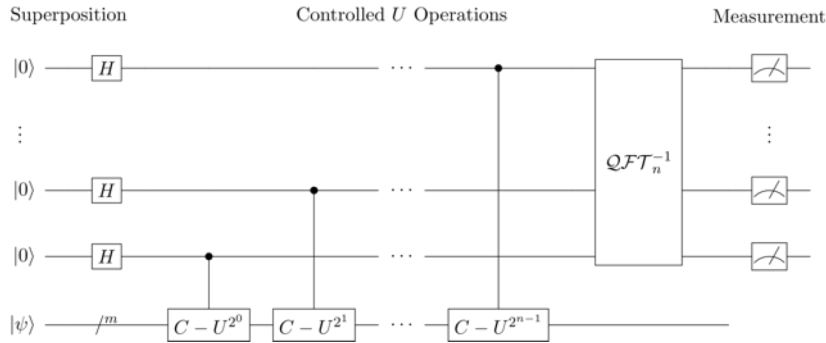 Superposition Controlled U Operations Measurement
|0⟩ H ⋯
⋮ QFT_n^{-1} ⋮
|0⟩ H ⋯
|0⟩ H ⋯
|ψ⟩ /^m C − U^{2^0} C − U^{2^1} ⋯ C − U^{2^{n−1}}